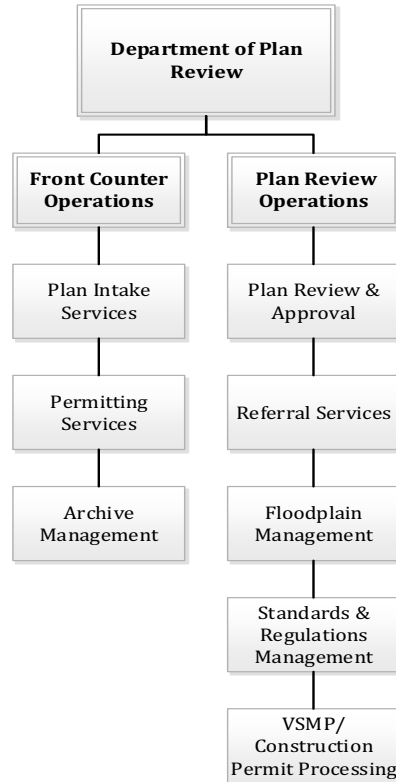 Department of Plan
Review
Front Counter
Operations
Plan Intake
Services
Permitting
Services
Archive
Management
Plan Review
Operations
Plan Review &
Approval
Referral Services
Floodplain
Management
Standards &
Regulations
Management
VSMP/
Construction
Permit Processing